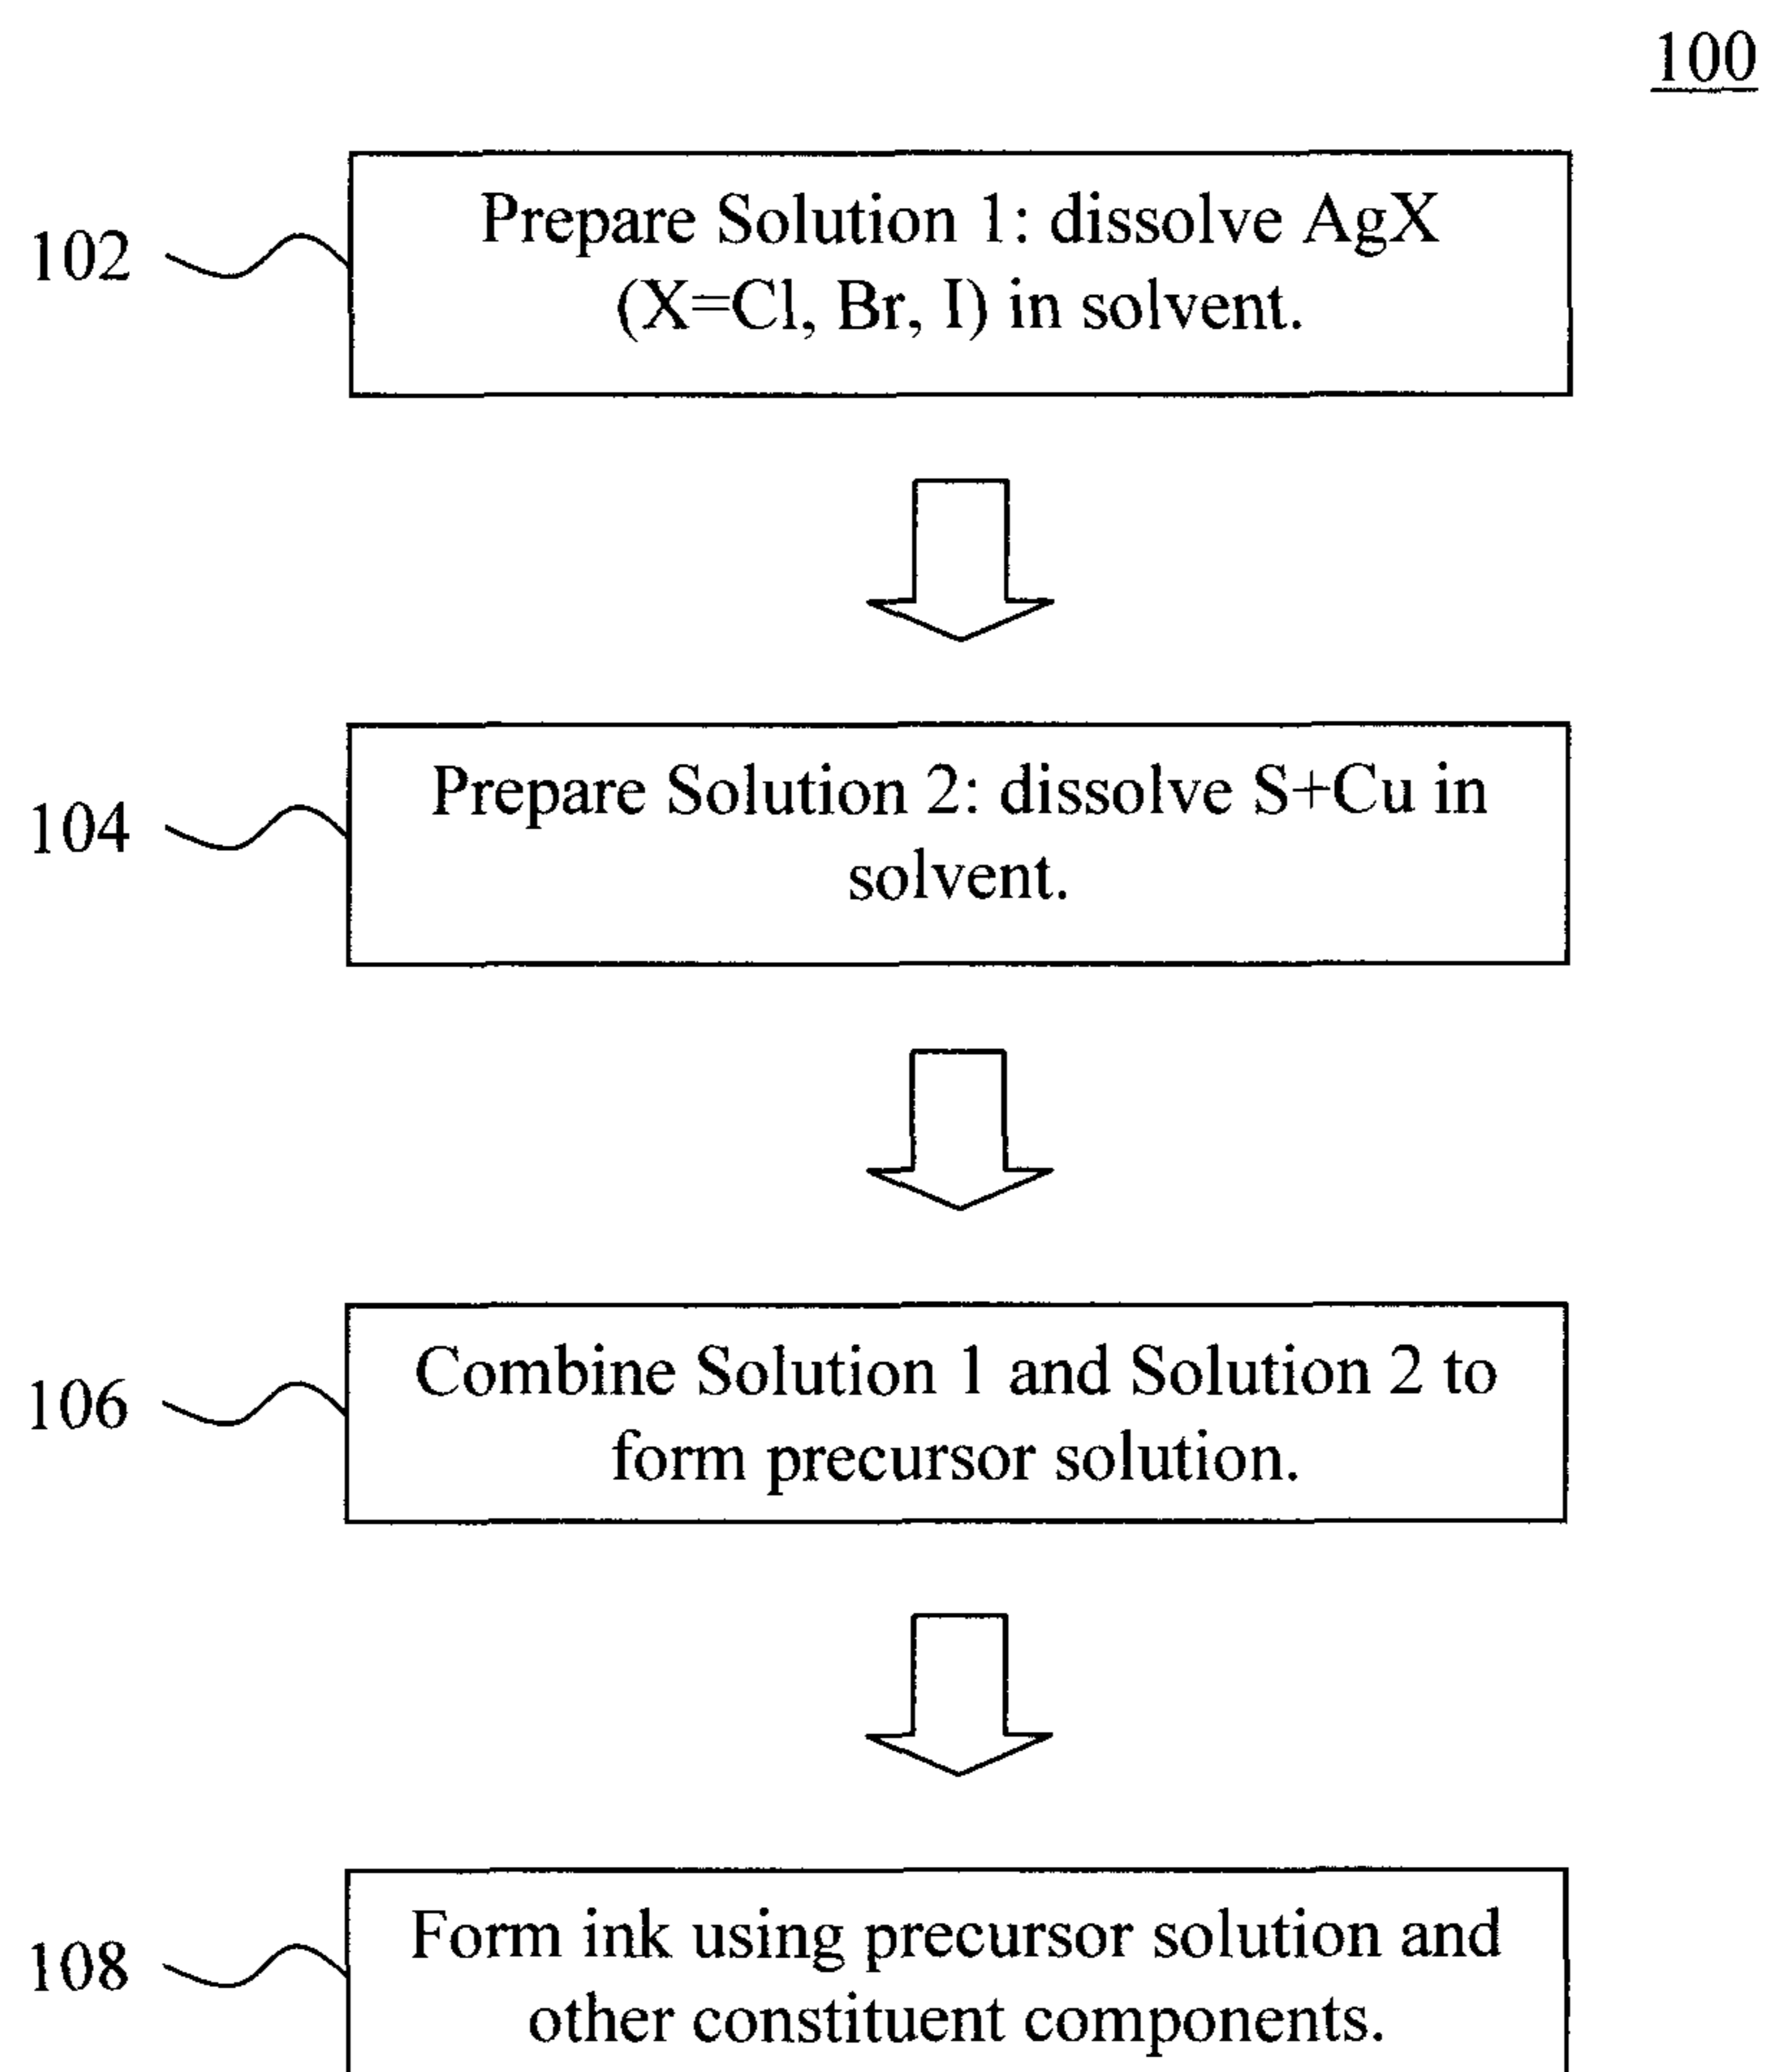 100
102
Prepare Solution 1: dissolve AgX
(X=Cl, Br, I) in solvent.
104
Prepare Solution 2: dissolve S+Cu in
solvent.
106
Combine Solution 1 and Solution 2 to
form precursor solution.
108
Form ink using precursor solution and
other constituent components.